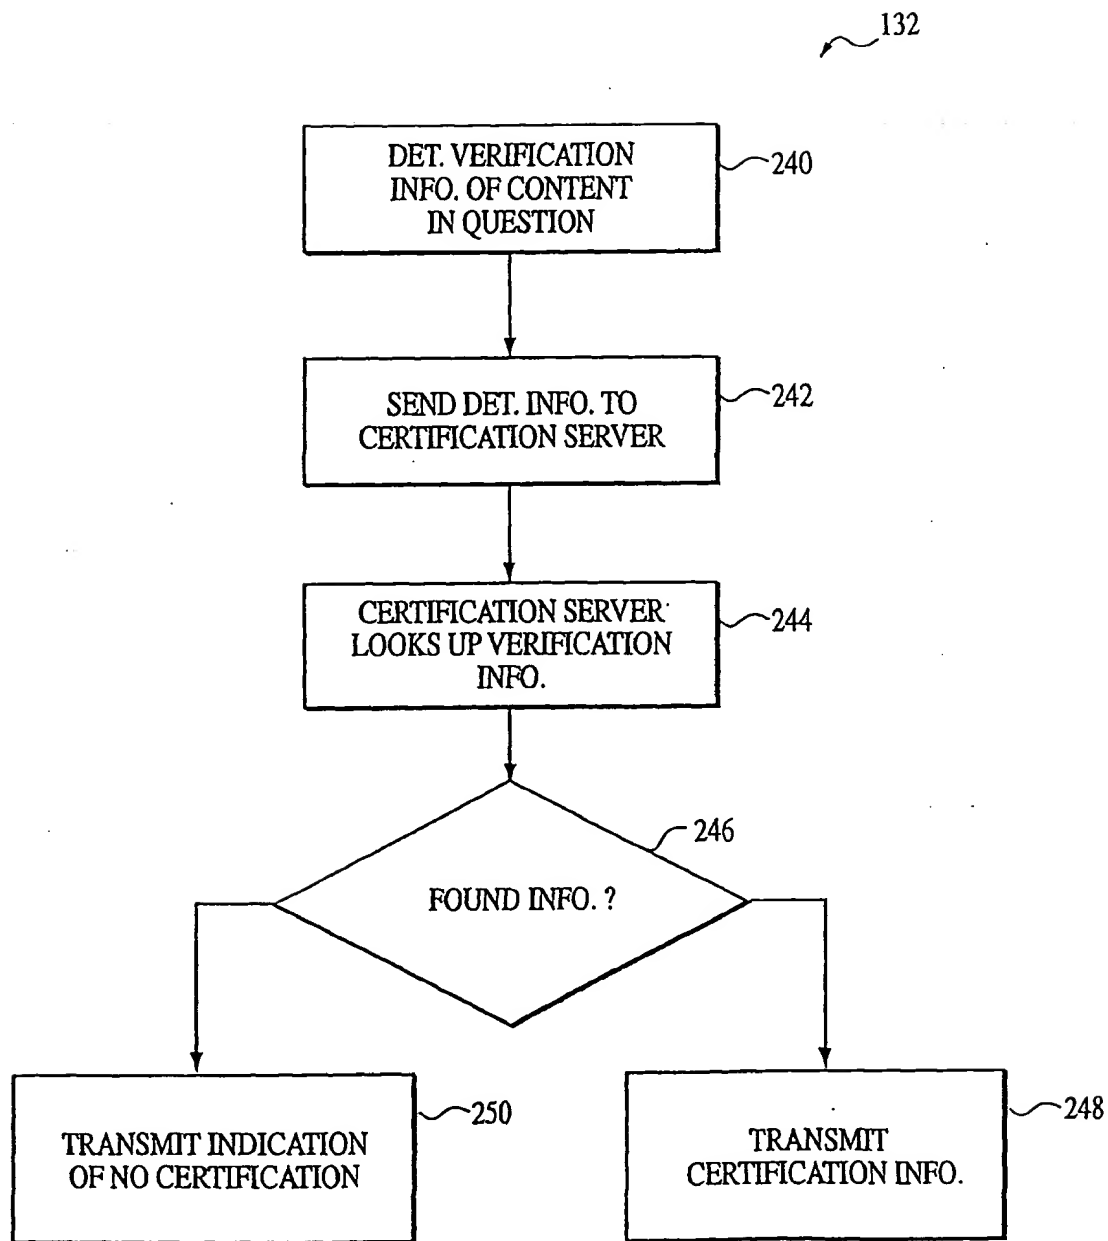 132
DET. VERIFICATION
INFO. OF CONTENT
IN QUESTION
240
SEND DET. INFO. TO
CERTIFICATION SERVER
242
CERTIFICATION SERVER
LOOKS UP VERIFICATION
INFO.
244
FOUND INFO. ?
246
TRANSMIT INDICATION
OF NO CERTIFICATION
250
TRANSMIT
CERTIFICATION INFO.
248